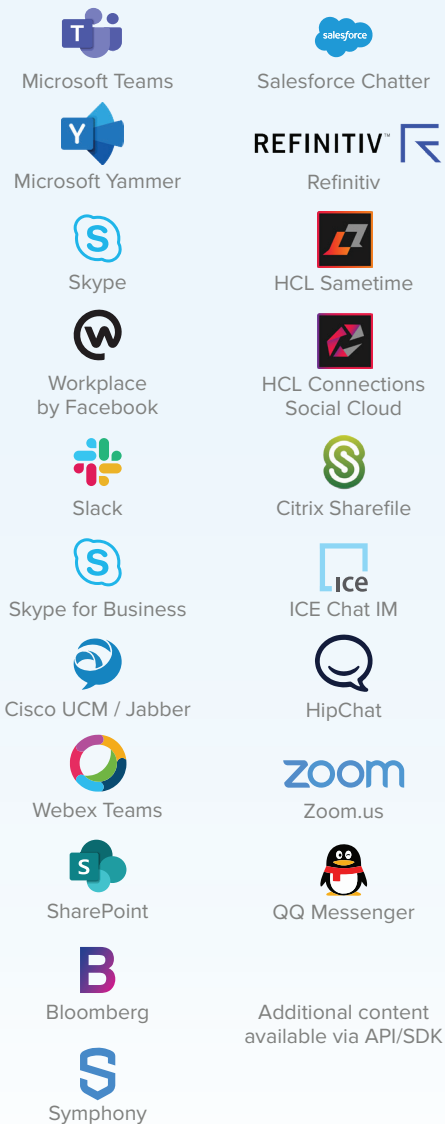 T
Microsoft Teams
salesforce
Salesforce Chatter
Y
Microsoft Yammer
REFINITIV™
Refinitiv
S
Skype
HCL Sametime
W
Workplace
by Facebook
HCL Connections
Social Cloud
Slack
S
Citrix Sharefile
S
Skype for Business
ice
ICE Chat IM
Cisco UCM / Jabber
HipChat
Webex Teams
zoom
Zoom.us
S
SharePoint
QQ Messenger
B
Bloomberg
Additional content
available via API/SDK
S
Symphony